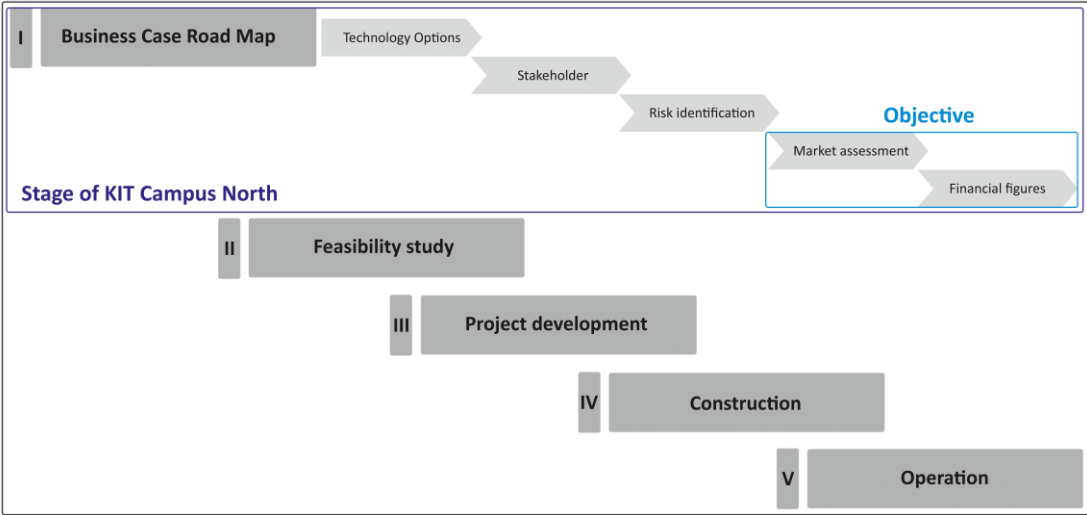 I
Business Case Road Map
Technology Options
Stakeholder
Risk identification
Objective
Market assessment
Financial figures
Stage of KIT Campus North
II
Feasibility study
III
Project development
IV
Construction
V
Operation